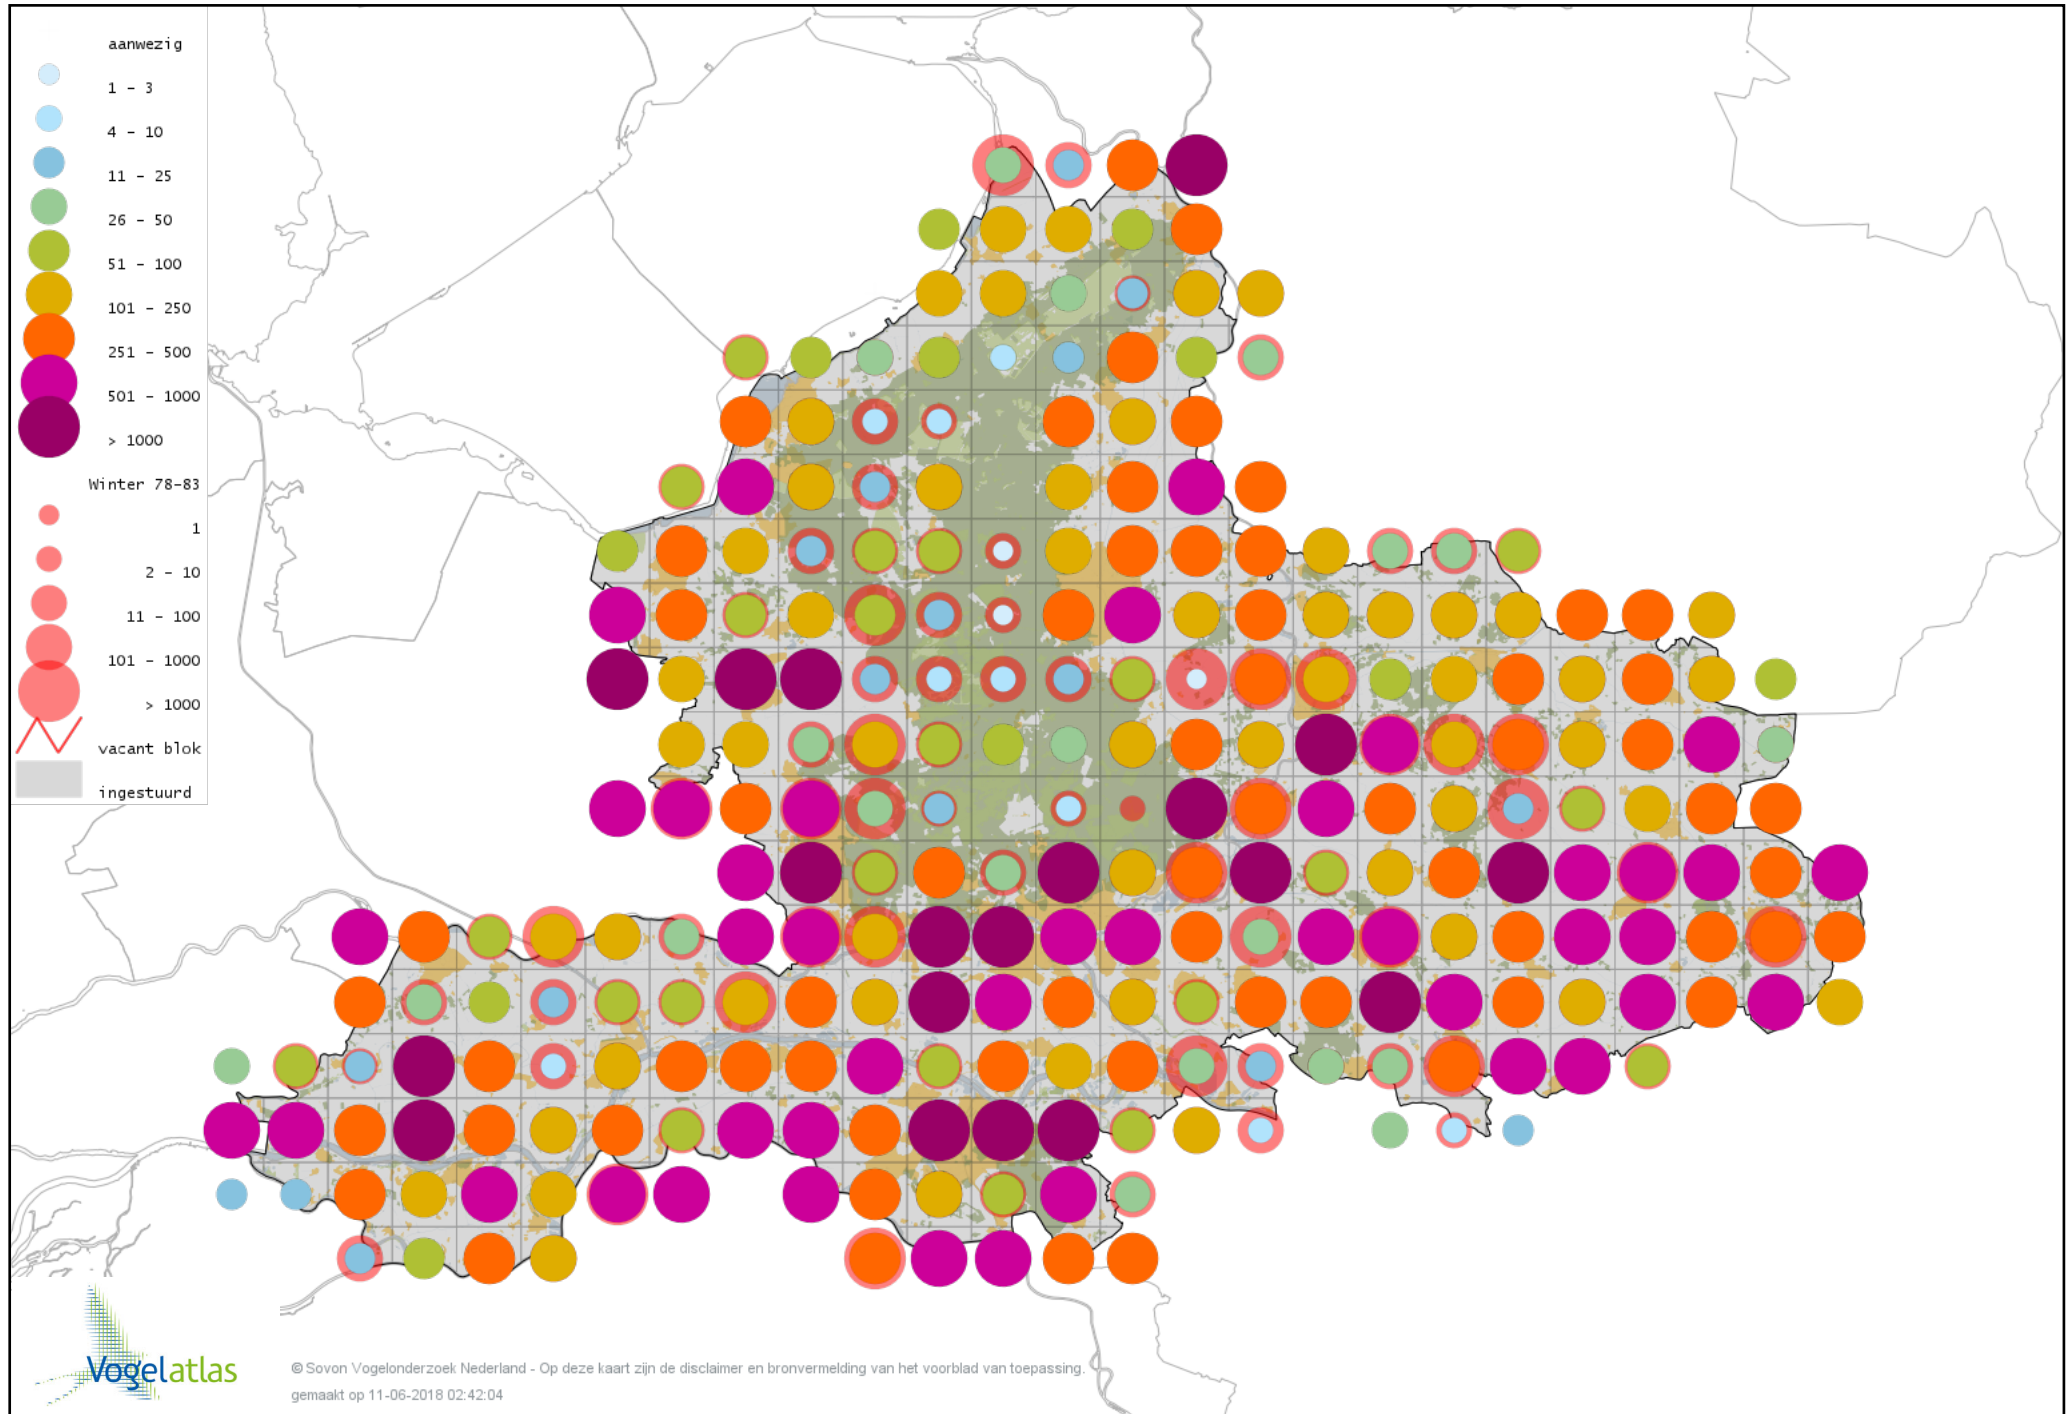 aanwezig
1 - 3
4 - 10
11 - 25
26 - 50
51 - 100
101 - 250
251 - 500
501 - 1000
> 1000
Winter 78-83
1
2 - 10
11 - 100
101 - 1000
> 1000
vacant blok
ingestuurd
Vogelatlas
© Sovon Vogelonderzoek Nederland - Op deze kaart zijn de disclaimer en bronvermelding van het voorblad van toepassing.
gemaakt op 11-06-2018 02:42:04